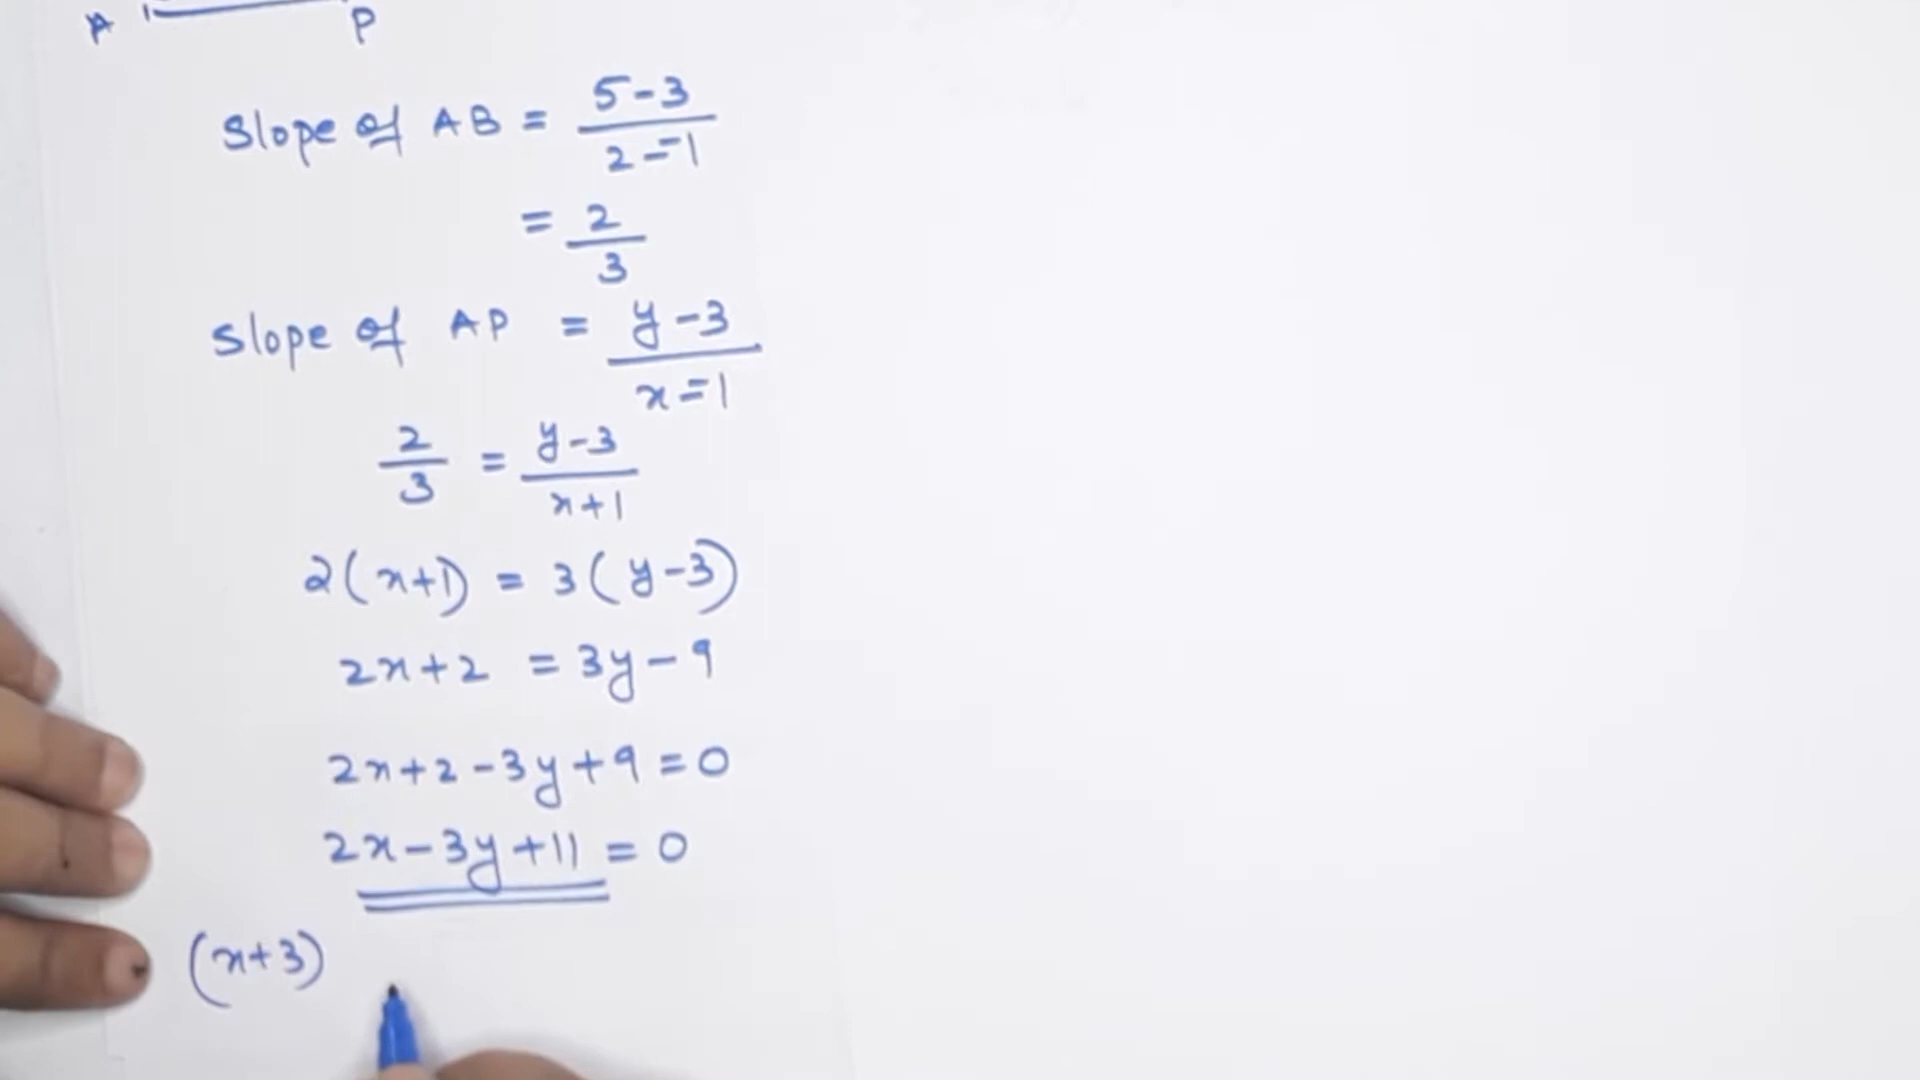 A P
Slope of AB = 5-3 / 2--1
= 2/3
Slope of AP = y-3 / x--1
2/3 = y-3 / x+1
2(x+1) = 3(y-3)
2x+2 = 3y-9
2x+2-3y+9=0
2x-3y+11=0
(x+3)